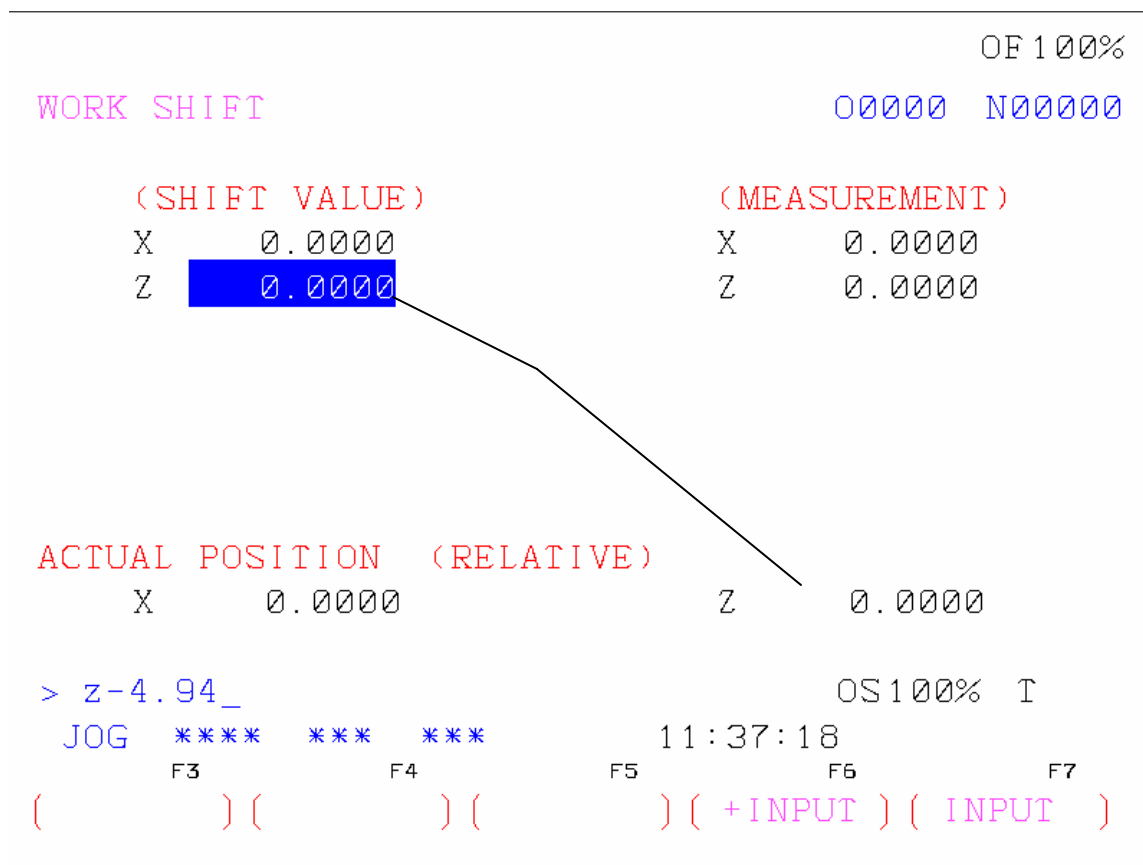 OF100%
WORK SHIFT O0000 N00000
(SHIFT VALUE) (MEASUREMENT)
X 0.0000 X 0.0000
Z 0.0000 Z 0.0000
ACTUAL POSITION (RELATIVE)
X 0.0000 Z 0.0000
> z-4.94_ OS100% T
JOG **** *** *** 11:37:18
F3 F4 F5 F6 F7
( )( )( )( +INPUT )( INPUT )